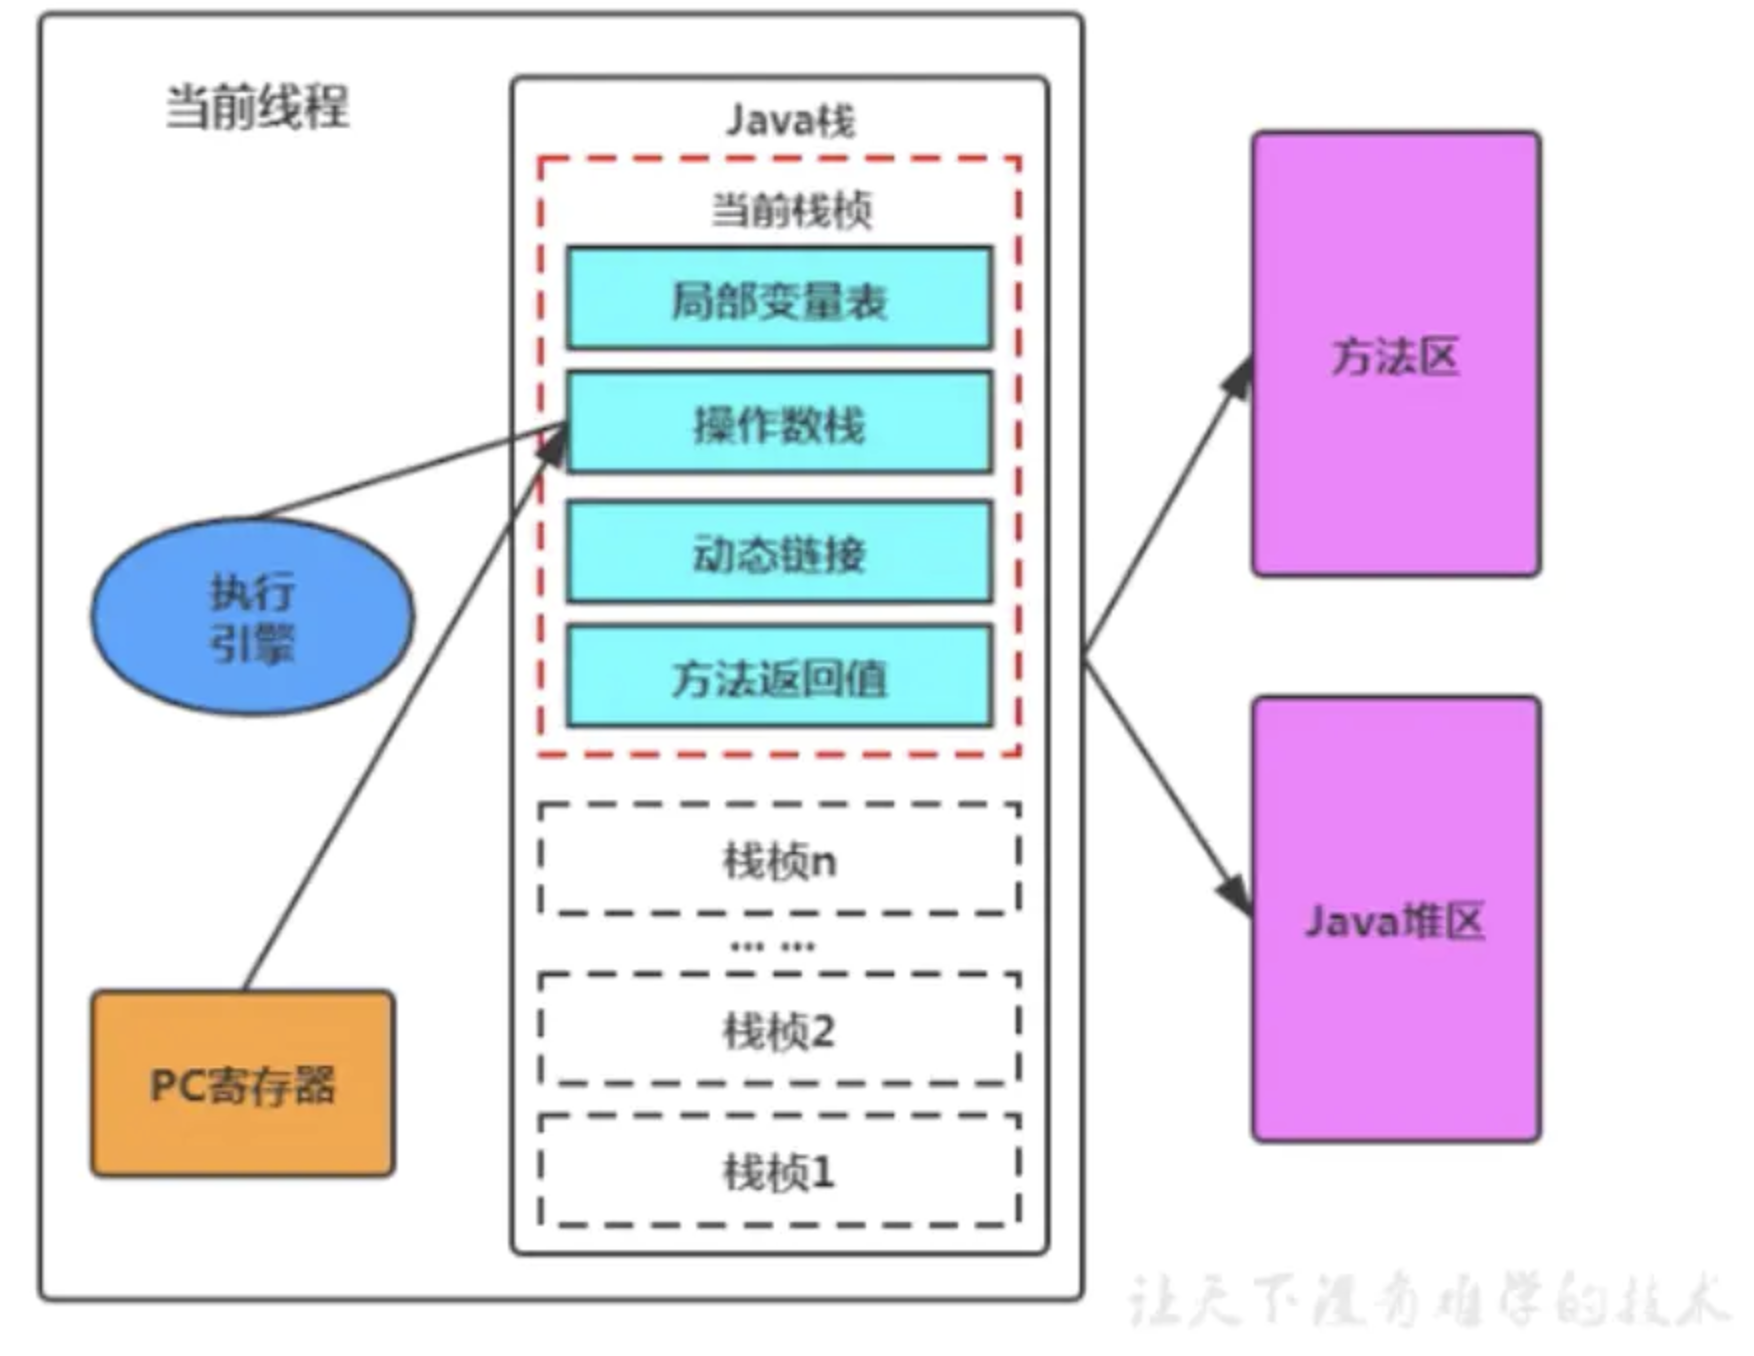 当前线程
Java栈
当前栈桢
局部变量表
操作数栈
动态链接
方法返回值
执行
引擎
PC寄存器
栈桢n
... ...
栈桢2
栈桢1
方法区
Java堆区
让天下没有难学的技术